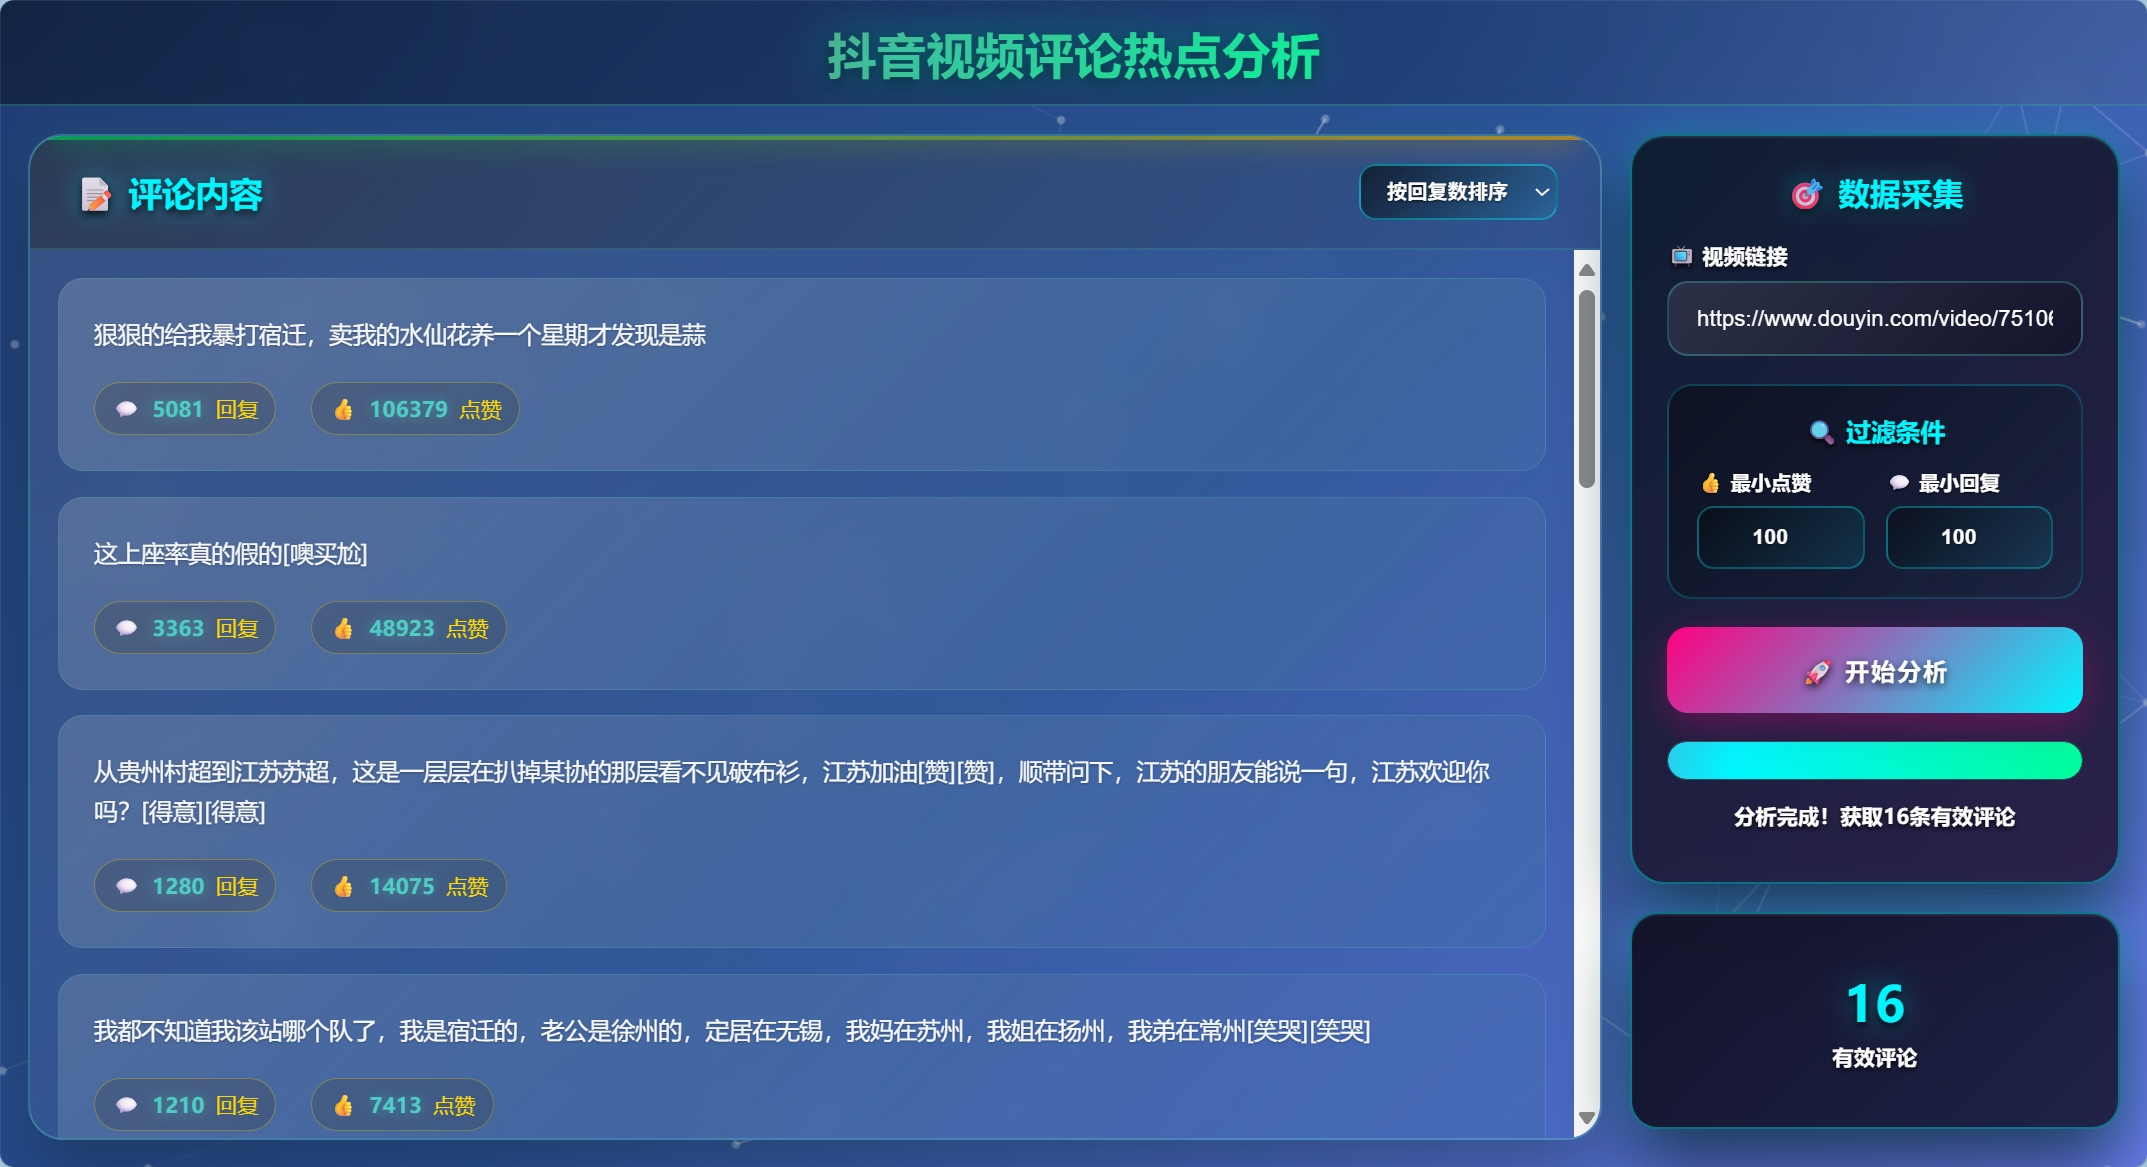 抖音视频评论热点分析
评论内容
按回复数排序
狠狠的给我暴打宿迁，卖我的水仙花养一个星期才发现是蒜
5081 回复 106379 点赞
这上座率真的假的[噢买尬]
3363 回复 48923 点赞
从贵州村超到江苏苏超，这是一层层在扒掉某协的那层看不见破布衫，江苏加油[赞][赞]，顺带问下，江苏的朋友能说一句，江苏欢迎你
吗？[得意][得意]
1280 回复 14075 点赞
我都不知道我该站哪个队了，我是宿迁的，老公是徐州的，定居在无锡，我妈在苏州，我姐在扬州，我弟在常州[笑哭][笑哭]
1210 回复 7413 点赞
数据采集
视频链接
https://www.douyin.com/video/75106
过滤条件
最小点赞 最小回复
100 100
开始分析
分析完成！获取16条有效评论
16
有效评论